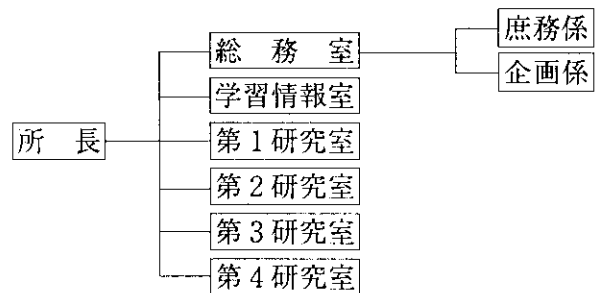 総務室
庶務係
企画係
学習情報室
所長
第1研究室
第2研究室
第3研究室
第4研究室